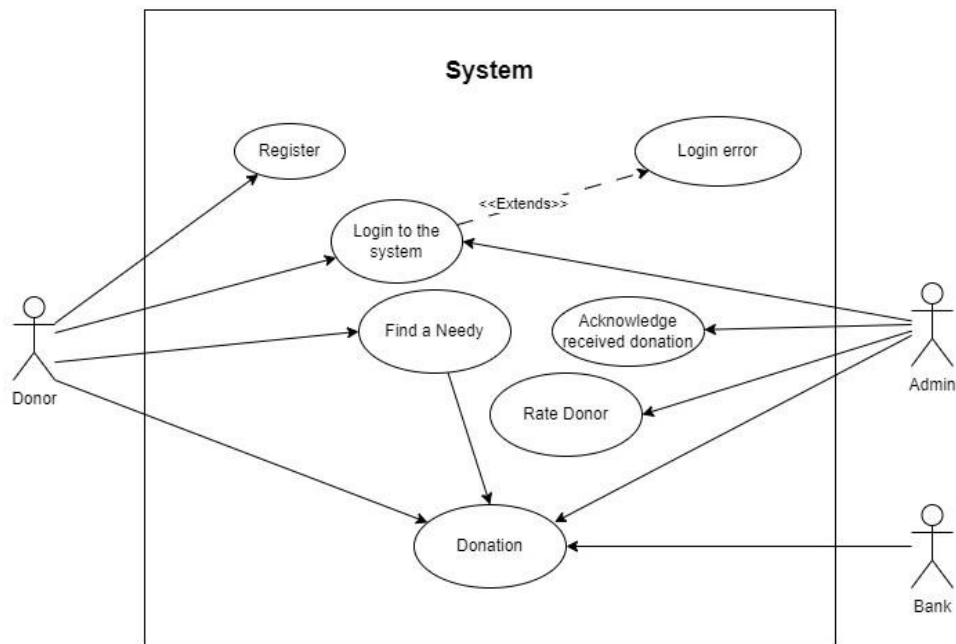 System
Register
Login error
<<Extends>>
Login to the
system
Find a Needy
Acknowledge
received donation
Donor
Admin
Rate Donor
Donation
Bank